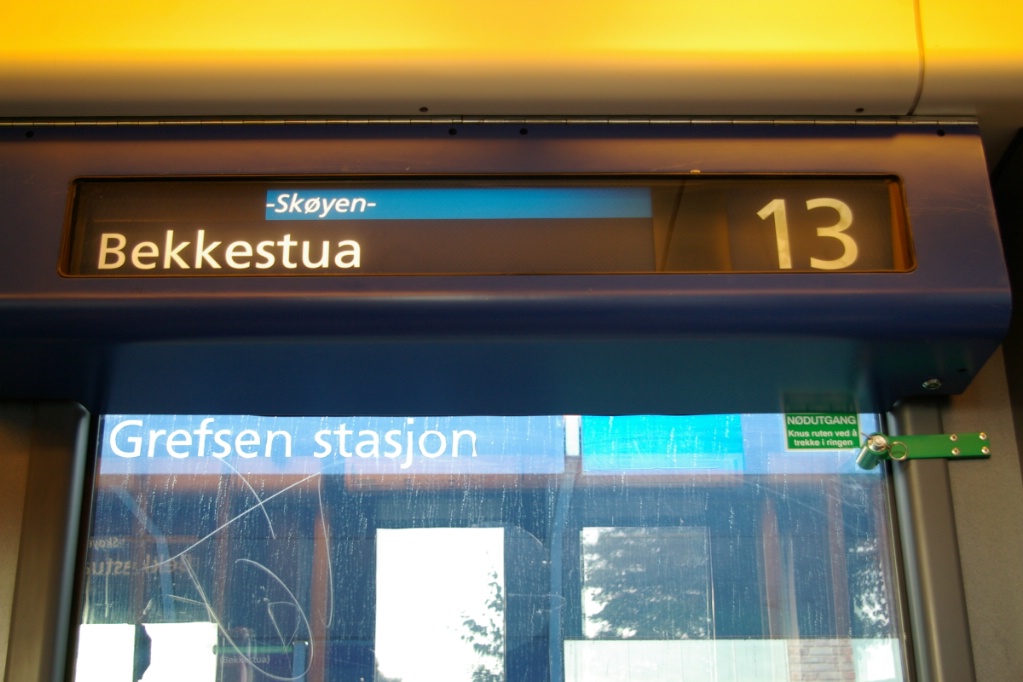 -Skøyen-
Bekkestua
13
Grefsen stasjon
NØDUTGANG
Knus ruten ved å
trekke i ringen